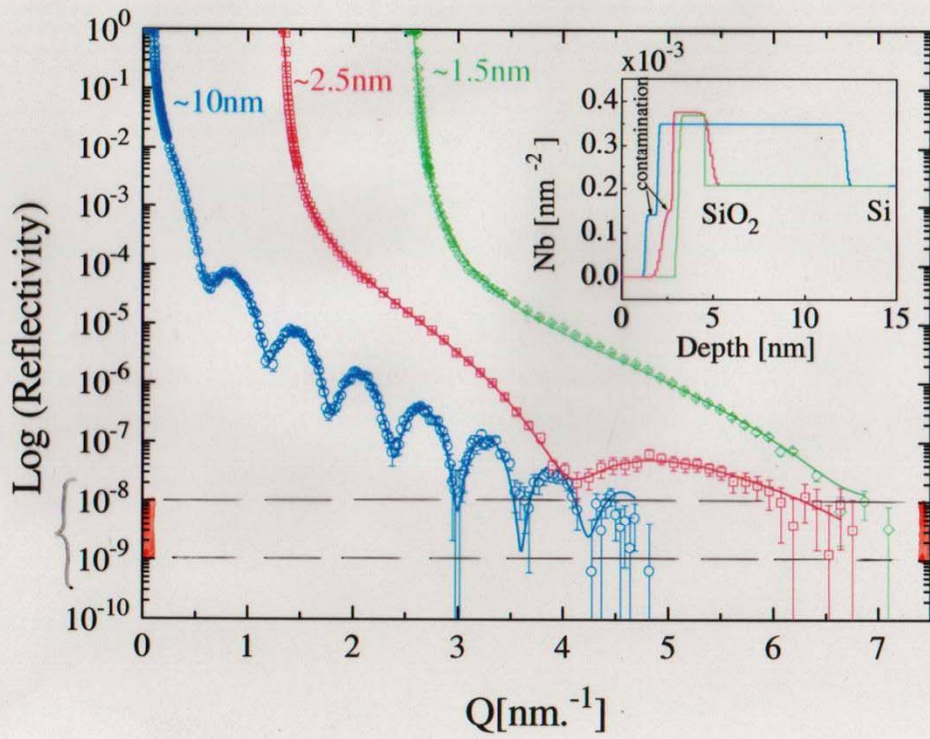 10⁰
10⁻¹
10⁻²
10⁻³
10⁻⁴
10⁻⁵
10⁻⁶
10⁻⁷
10⁻⁸
10⁻⁹
10⁻¹⁰
Log (Reflectivity)
~10nm
~2.5nm
~1.5nm
x10⁻³
0.4
0.3
0.2
0.1
0.0
Nb [nm⁻²]
contamination
SiO₂
Si
0 5 10 15
Depth [nm]
0 1 2 3 4 5 6 7
Q[nm.⁻¹]